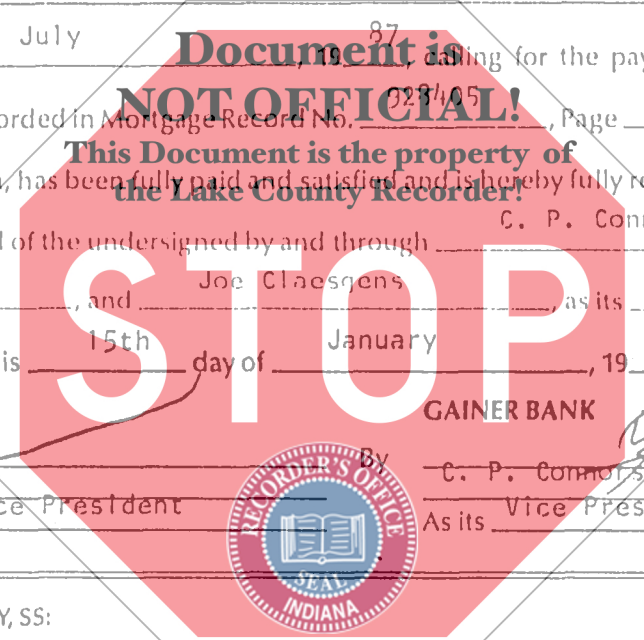 July 87
Document is
, 19 , calling for the pay
NOT OFFICIAL!
orded in Mortgage Record No. 928405 , Page
This Document is the property of
, has been fully paid and satisfied and is hereby fully re
the Lake County Recorder!
C. P. Conn
of the undersigned by and through
Joe Claesgens
, and , as its
STOP
15th January
is day of , 19
GAINER BANK
By C. P. Connors
ce President
As its Vice Pres
RECORDER'S OFFICE
SEAL
INDIANA
Y, SS: